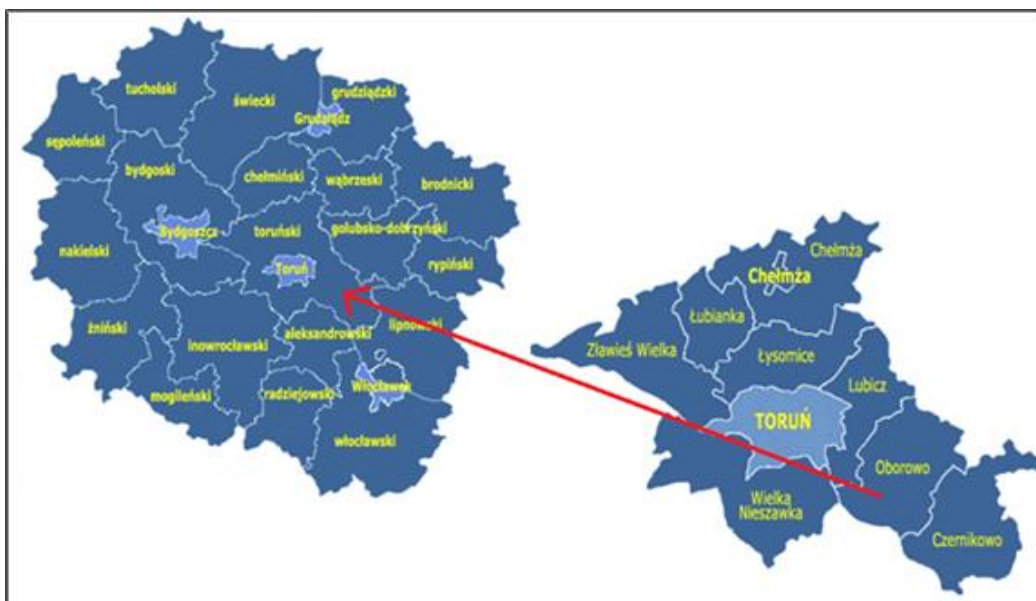 tucholski
świecki
grudziądzki
Grudziądz
sępoleński
bydgoski
chełmiński
wąbrzeski
brodnicki
Bydgoszcz
toruński
golubsko-dobrzyński
nakielski
Toruń
rypiński
żniński
inowrocławski
aleksandrowski
lipnowski
mogileński
radziejowski
Włocławek
włocławski
Chełmża
Chełmża
Łubianka
Zławieś Wielka
Łysomice
Lubicz
TORUŃ
Oborowo
Wielka
Nieszawka
Czernikowo